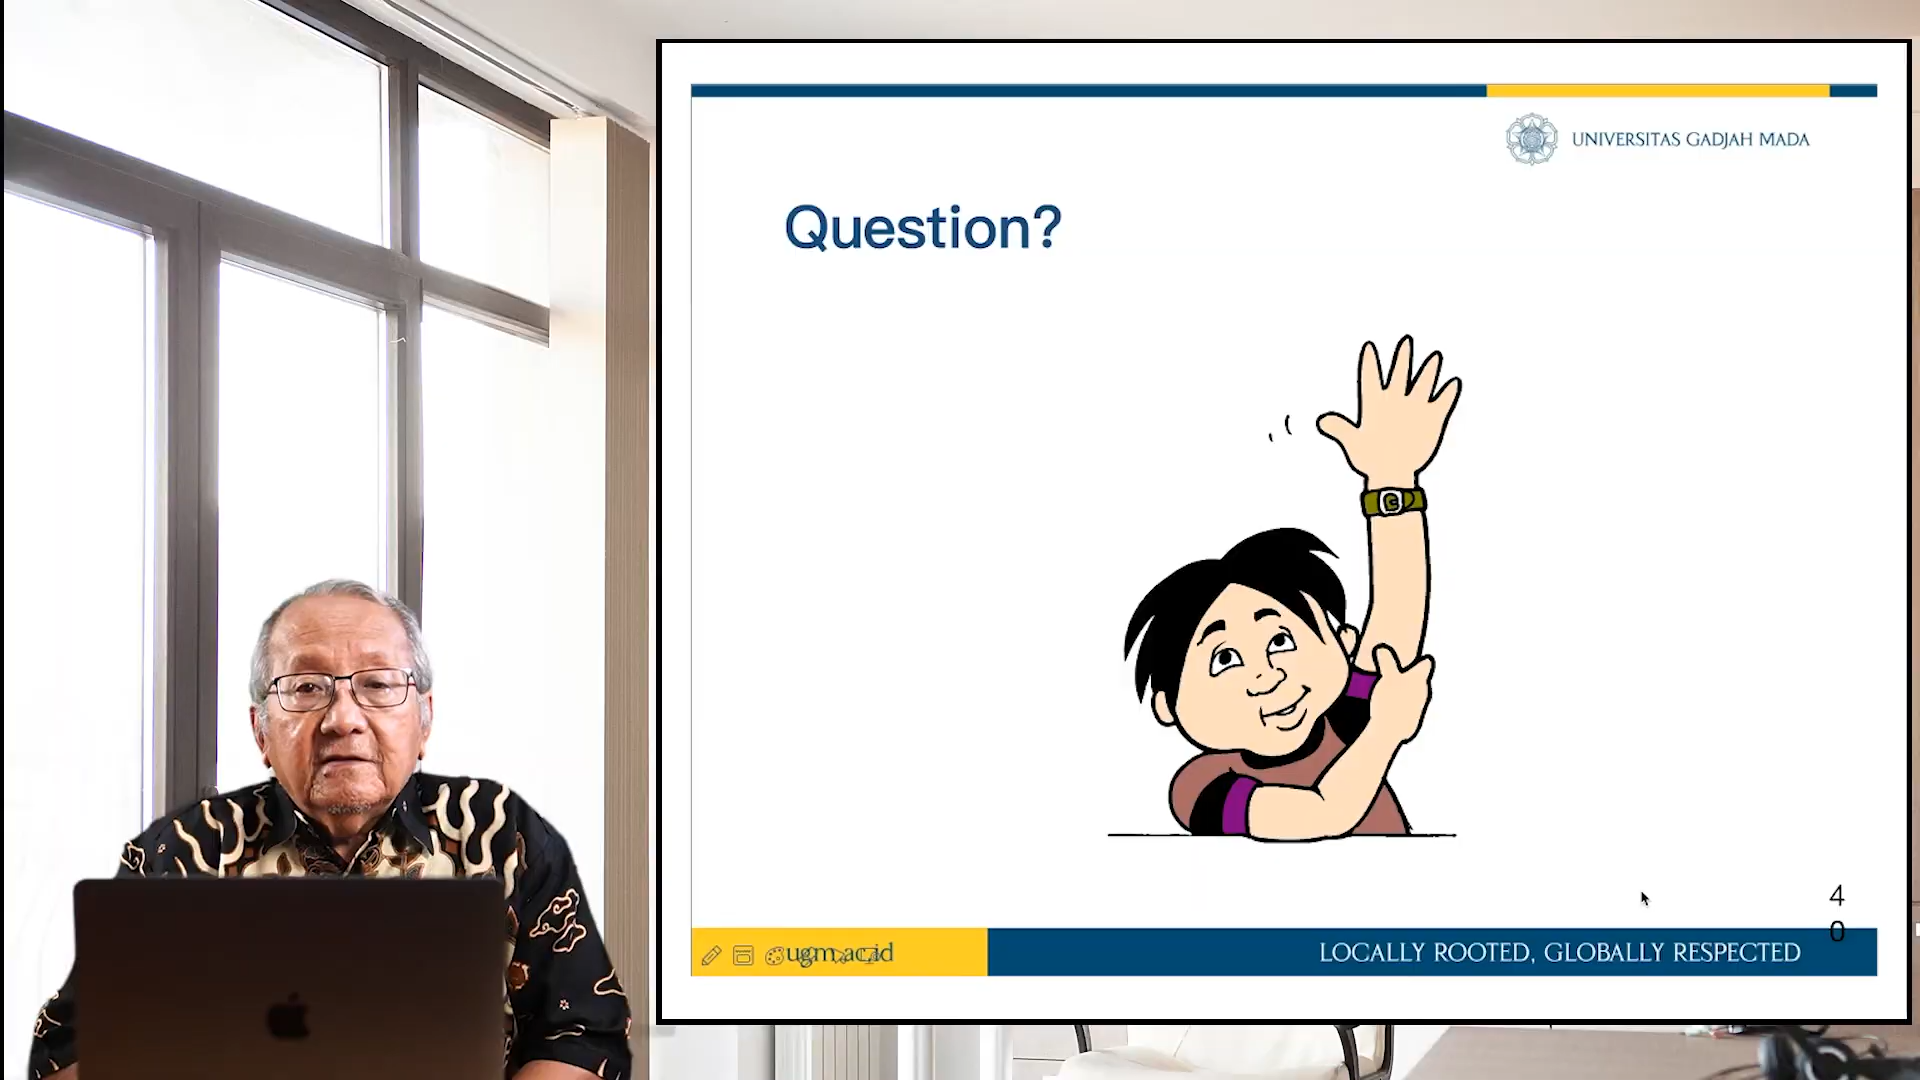 UNIVERSITAS GADJAH MADA
Question?
4
0
ugm.ac.id
LOCALLY ROOTED, GLOBALLY RESPECTED